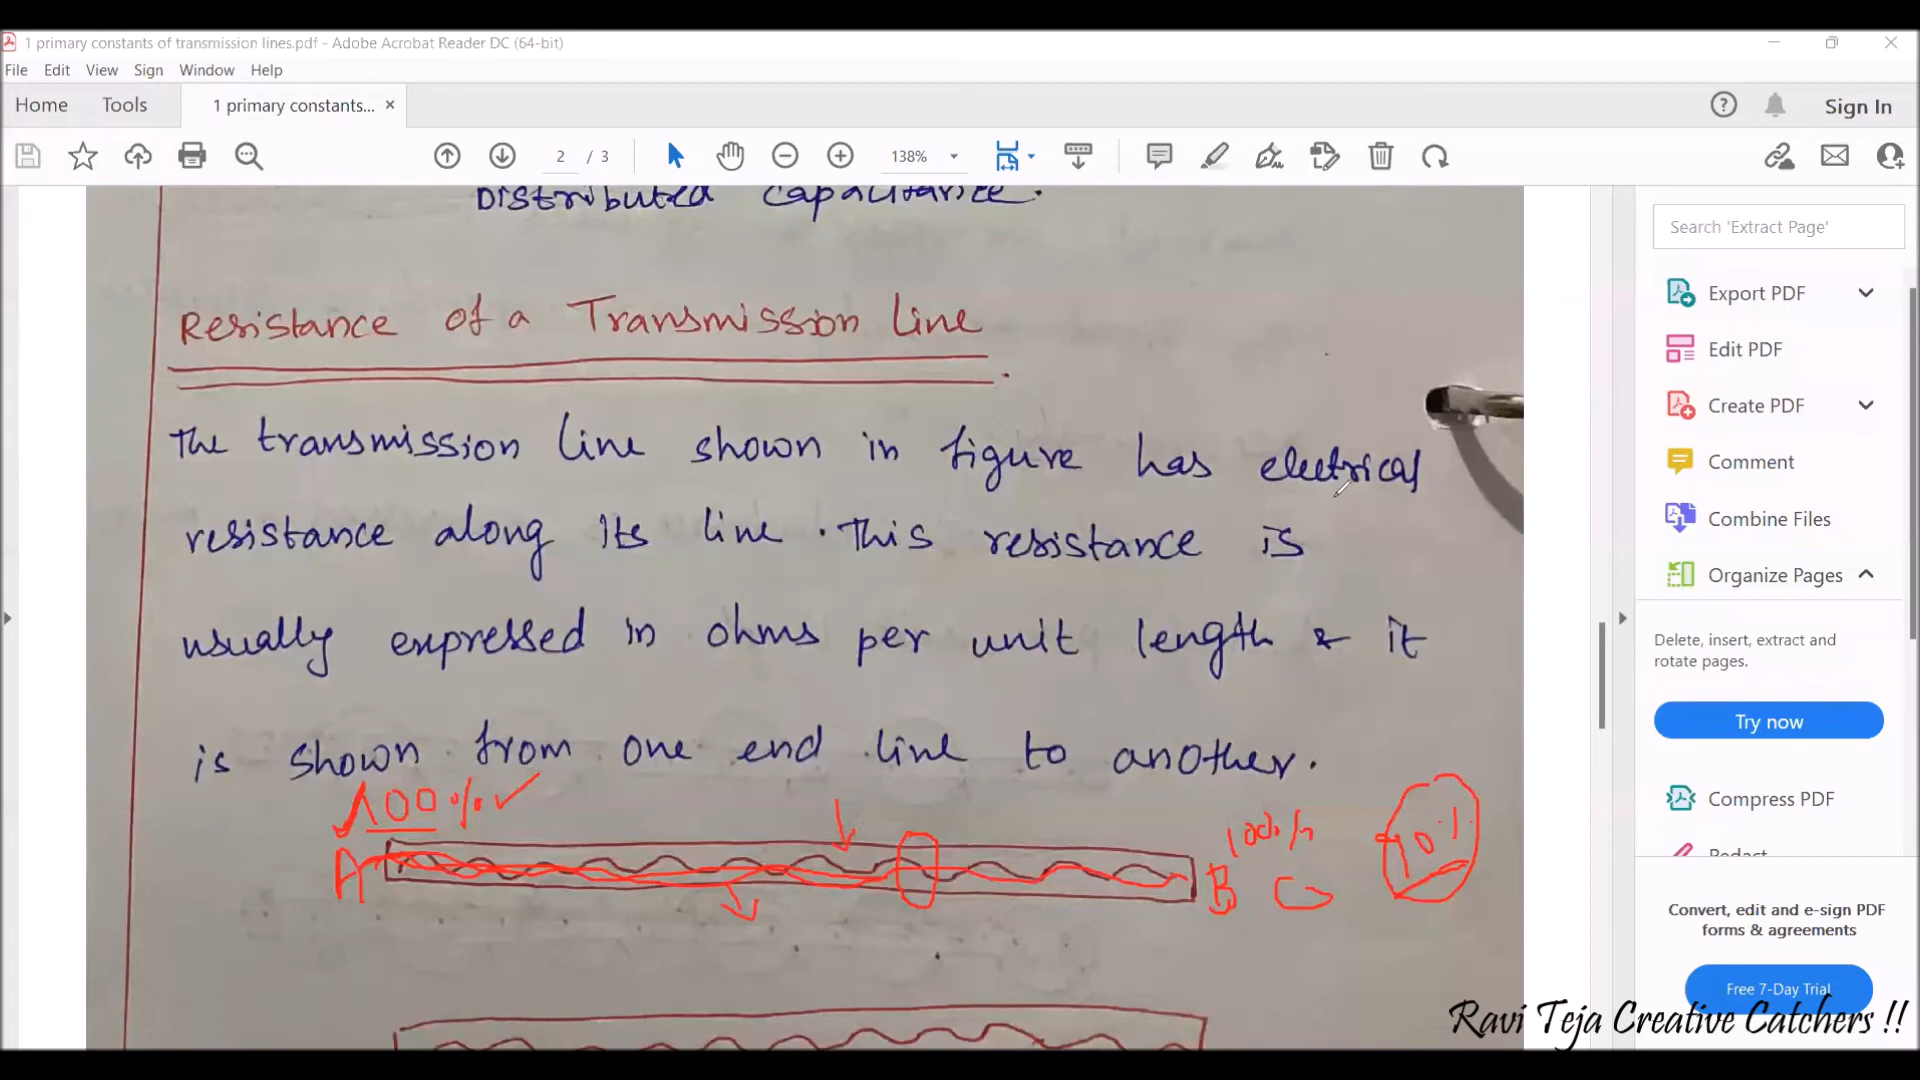 1 primary constants of transmission lines.pdf - Adobe Acrobat Reader DC (64-bit)
File Edit View Sign Window Help
Home Tools 1 primary constants... × Sign In
2 / 3 138%
Distributed Capacitance.
Resistance of a Transmission line
The transmission line shown in figure has electrical
resistance along its line. This resistance is
usually expressed in ohms per unit length & it
is shown from one end line to another.
100%
A
B
100%
Search 'Extract Page'
Export PDF
Edit PDF
Create PDF
Comment
Combine Files
Organize Pages
Delete, insert, extract and
rotate pages.
Try now
Compress PDF
Redact
Convert, edit and e-sign PDF
forms & agreements
Free 7-Day Trial
Ravi Teja Creative Catchers !!